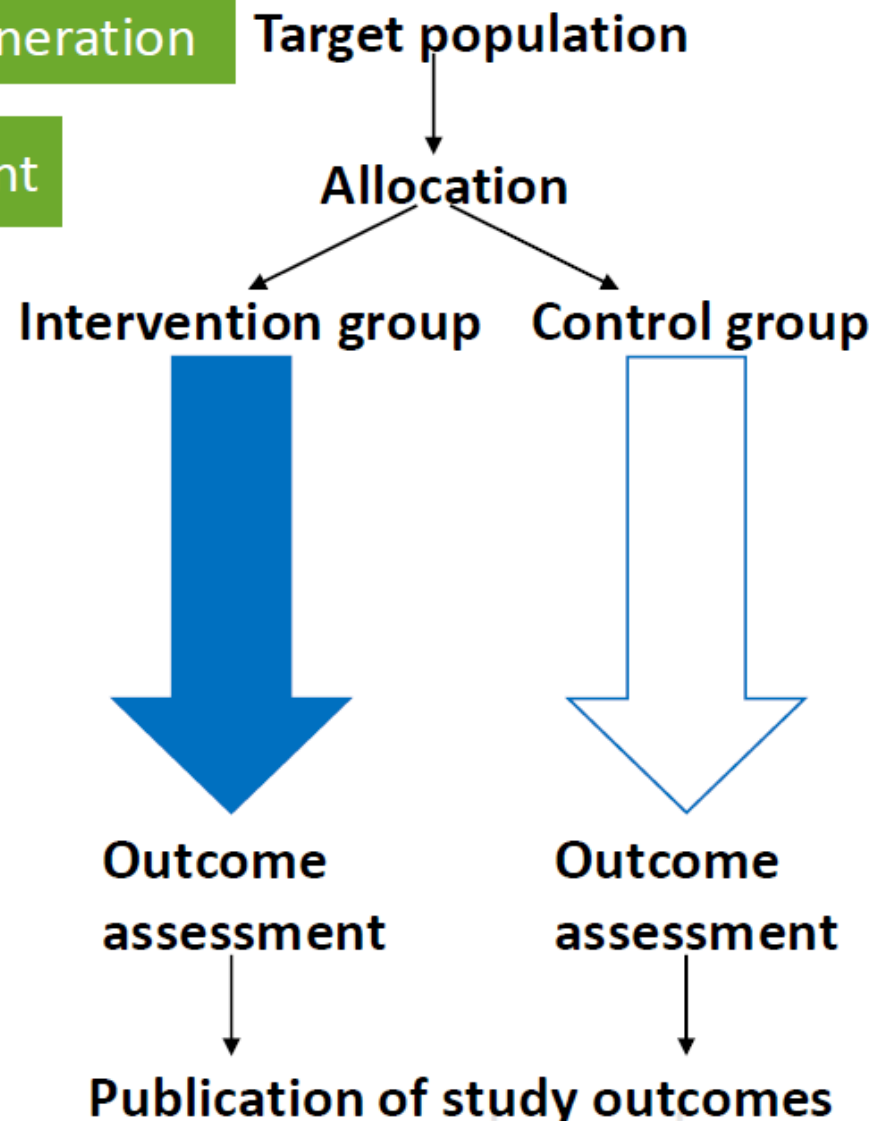 neration
Target population
nt
Allocation
Intervention group Control group
Outcome Outcome
assessment assessment
Publication of study outcomes